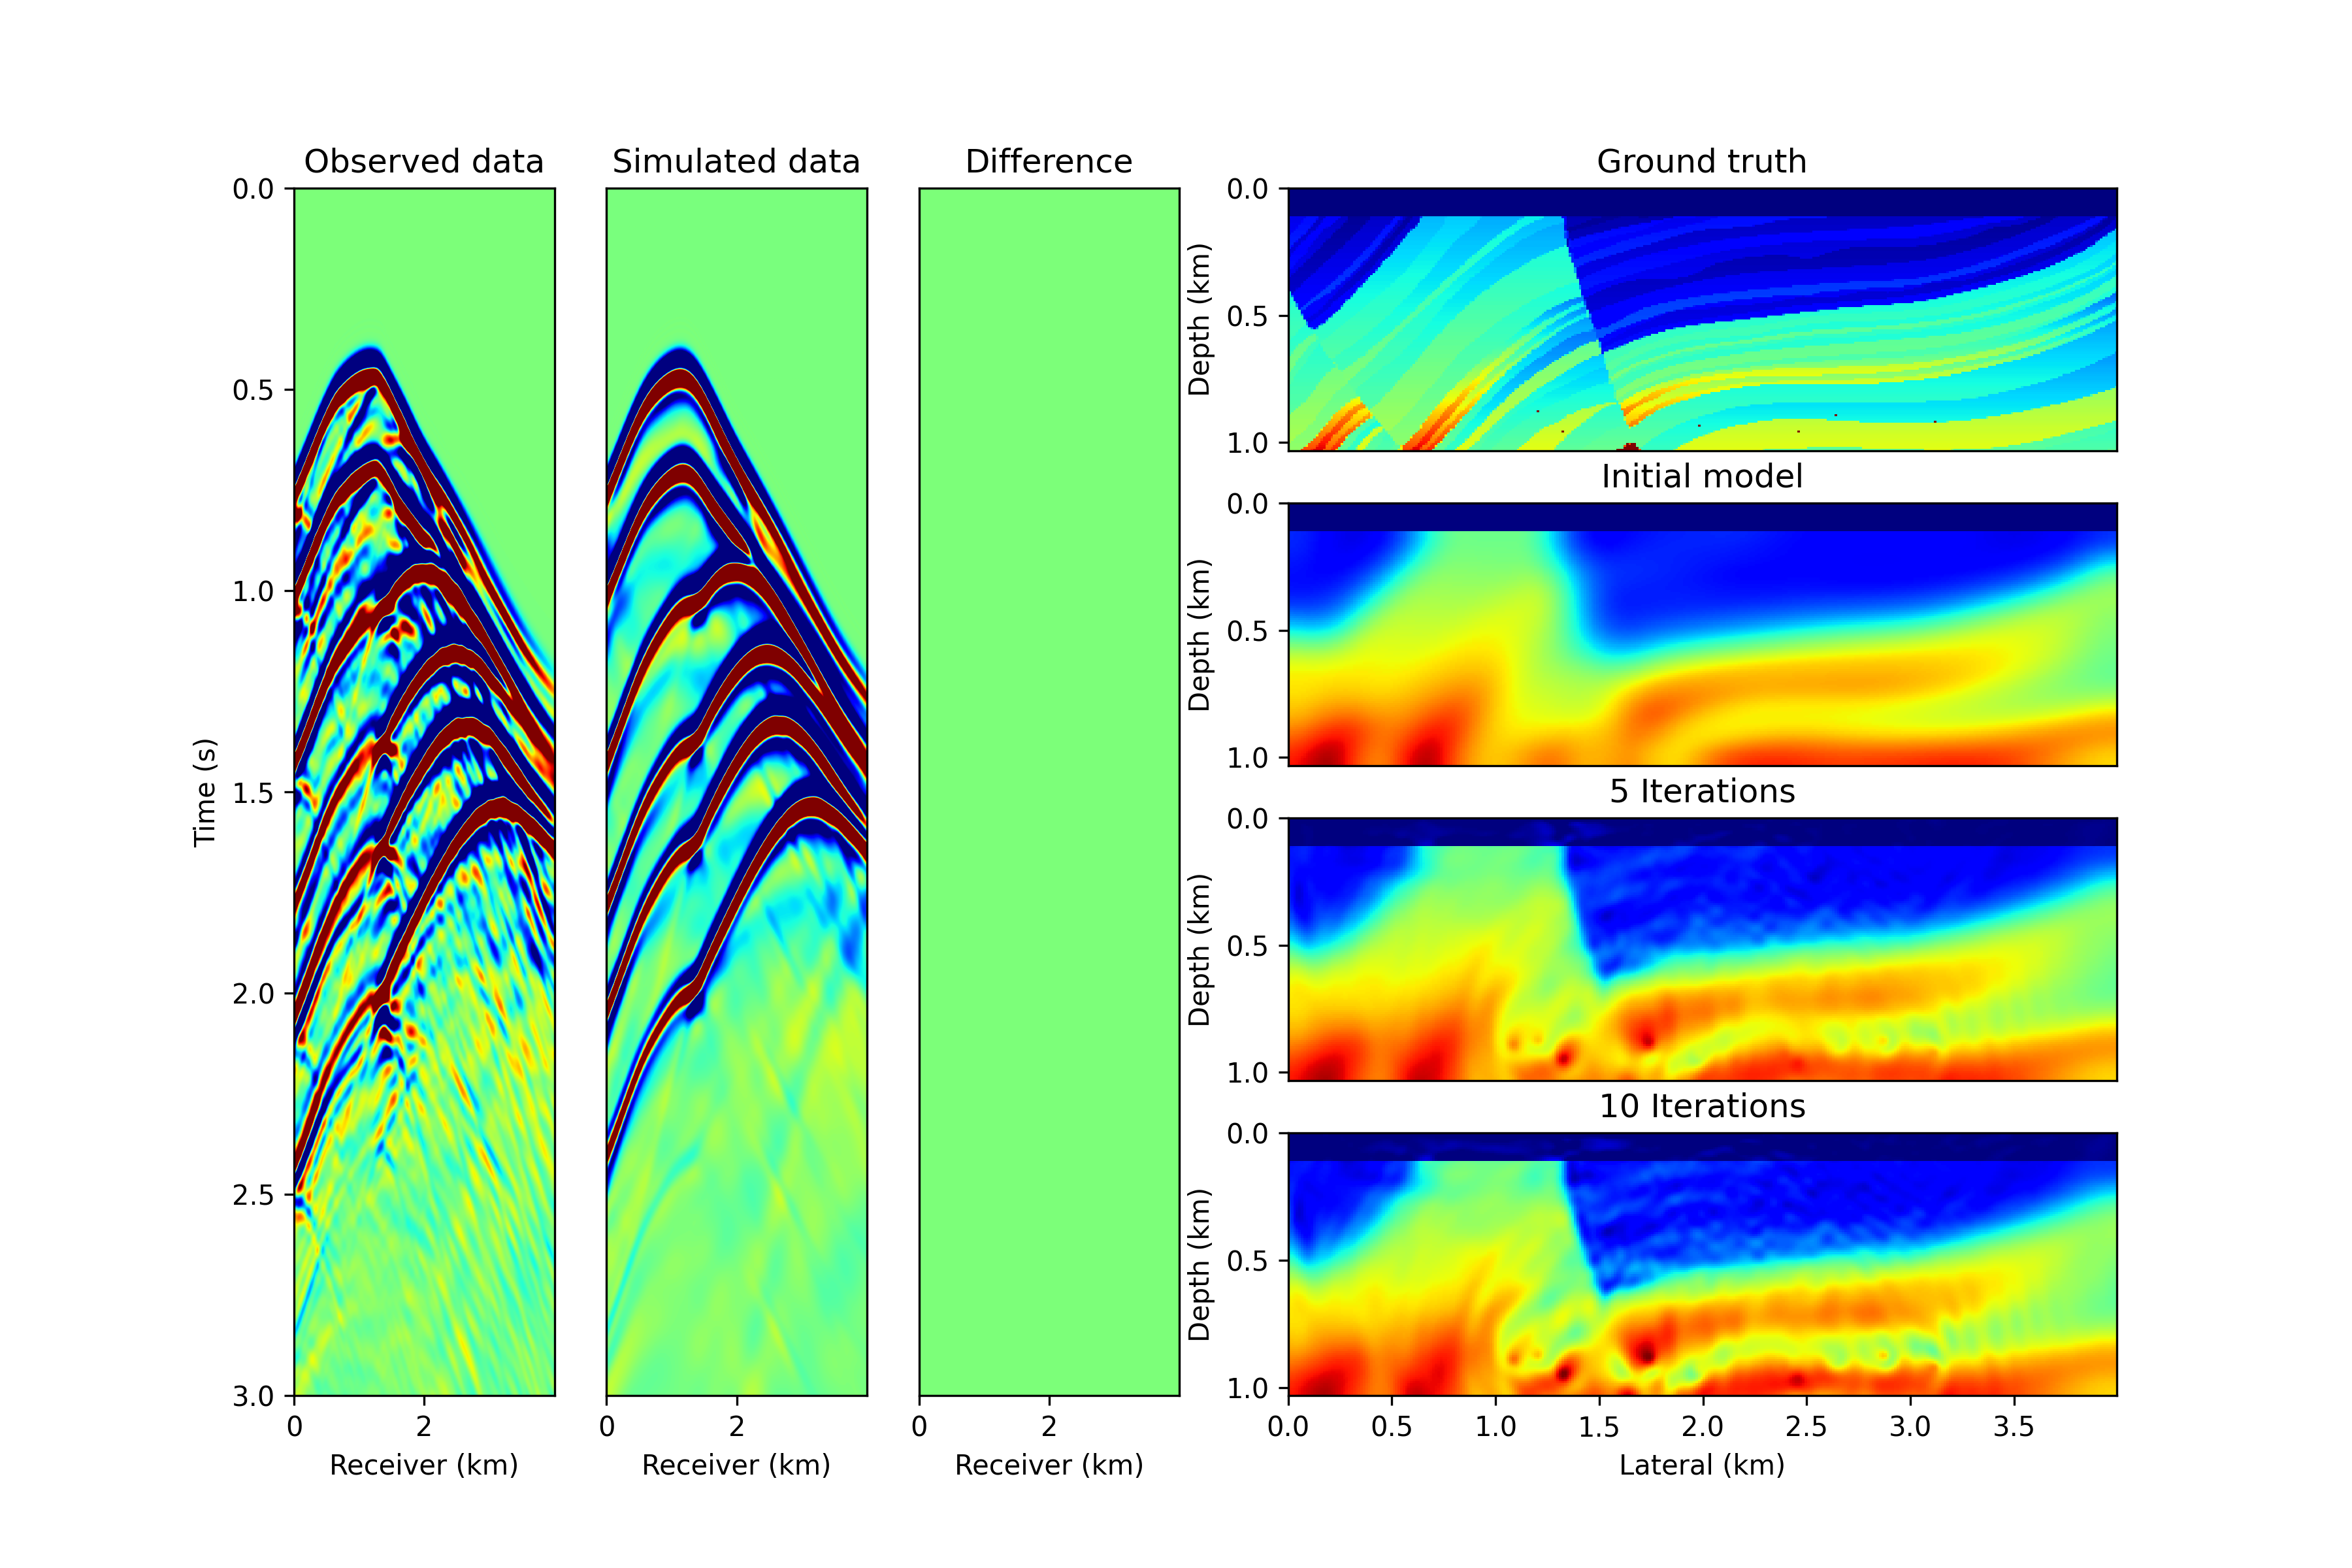 Observed data
Simulated data
Difference
Ground truth
0.0
0.5
1.0
1.5
2.0
2.5
3.0
Time (s)
0 2
Receiver (km)
0 2
Receiver (km)
0 2
Receiver (km)
0.0
0.5
1.0
Depth (km)
Initial model
0.0
0.5
1.0
Depth (km)
5 Iterations
0.0
0.5
1.0
Depth (km)
10 Iterations
0.0
0.5
1.0
Depth (km)
0.0 0.5 1.0 1.5 2.0 2.5 3.0 3.5
Lateral (km)